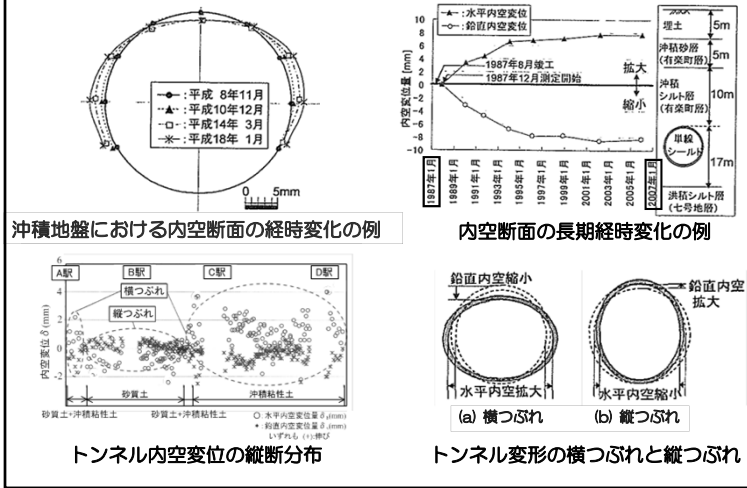 平成 8年11月
平成10年12月
平成14年 3月
平成18年 1月
0 5mm
沖積地盤における内空断面の経時変化の例
内空変位量 [mm]
水平内空変位
鉛直内空変位
10
8
6
4
2
0
-2
-4
-6
-8
-10
1987年8月竣工
1987年12月測定開始
拡大
縮小
1987年1月
1989年1月
1991年1月
1993年1月
1995年1月
1997年1月
1999年1月
2001年1月
2003年1月
2005年1月
2007年1月
埋土
5m
沖積砂層
(有楽町層)
5m
沖積
シルト層
(有楽町層)
10m
単線
シールド
17m
洪積シルト層
(七号地層)
内空断面の長期経時変化の例
内空変位 δ (mm)
6
4
2
0
-2
A駅
B駅
C駅
D駅
横つぶれ
縦つぶれ
砂質土
沖積粘性土
砂質土+沖積粘性土
砂質土+沖積粘性土
○ : 水平内空変位量 δ (mm)
* : 鉛直内空変位量 δ (mm)
いずれも (+):伸び
トンネル内空変位の縦断分布
鉛直内空縮小
水平内空拡大
(a) 横つぶれ
鉛直内空
拡大
水平内空縮小
(b) 縦つぶれ
トンネル変形の横つぶれと縦つぶれ